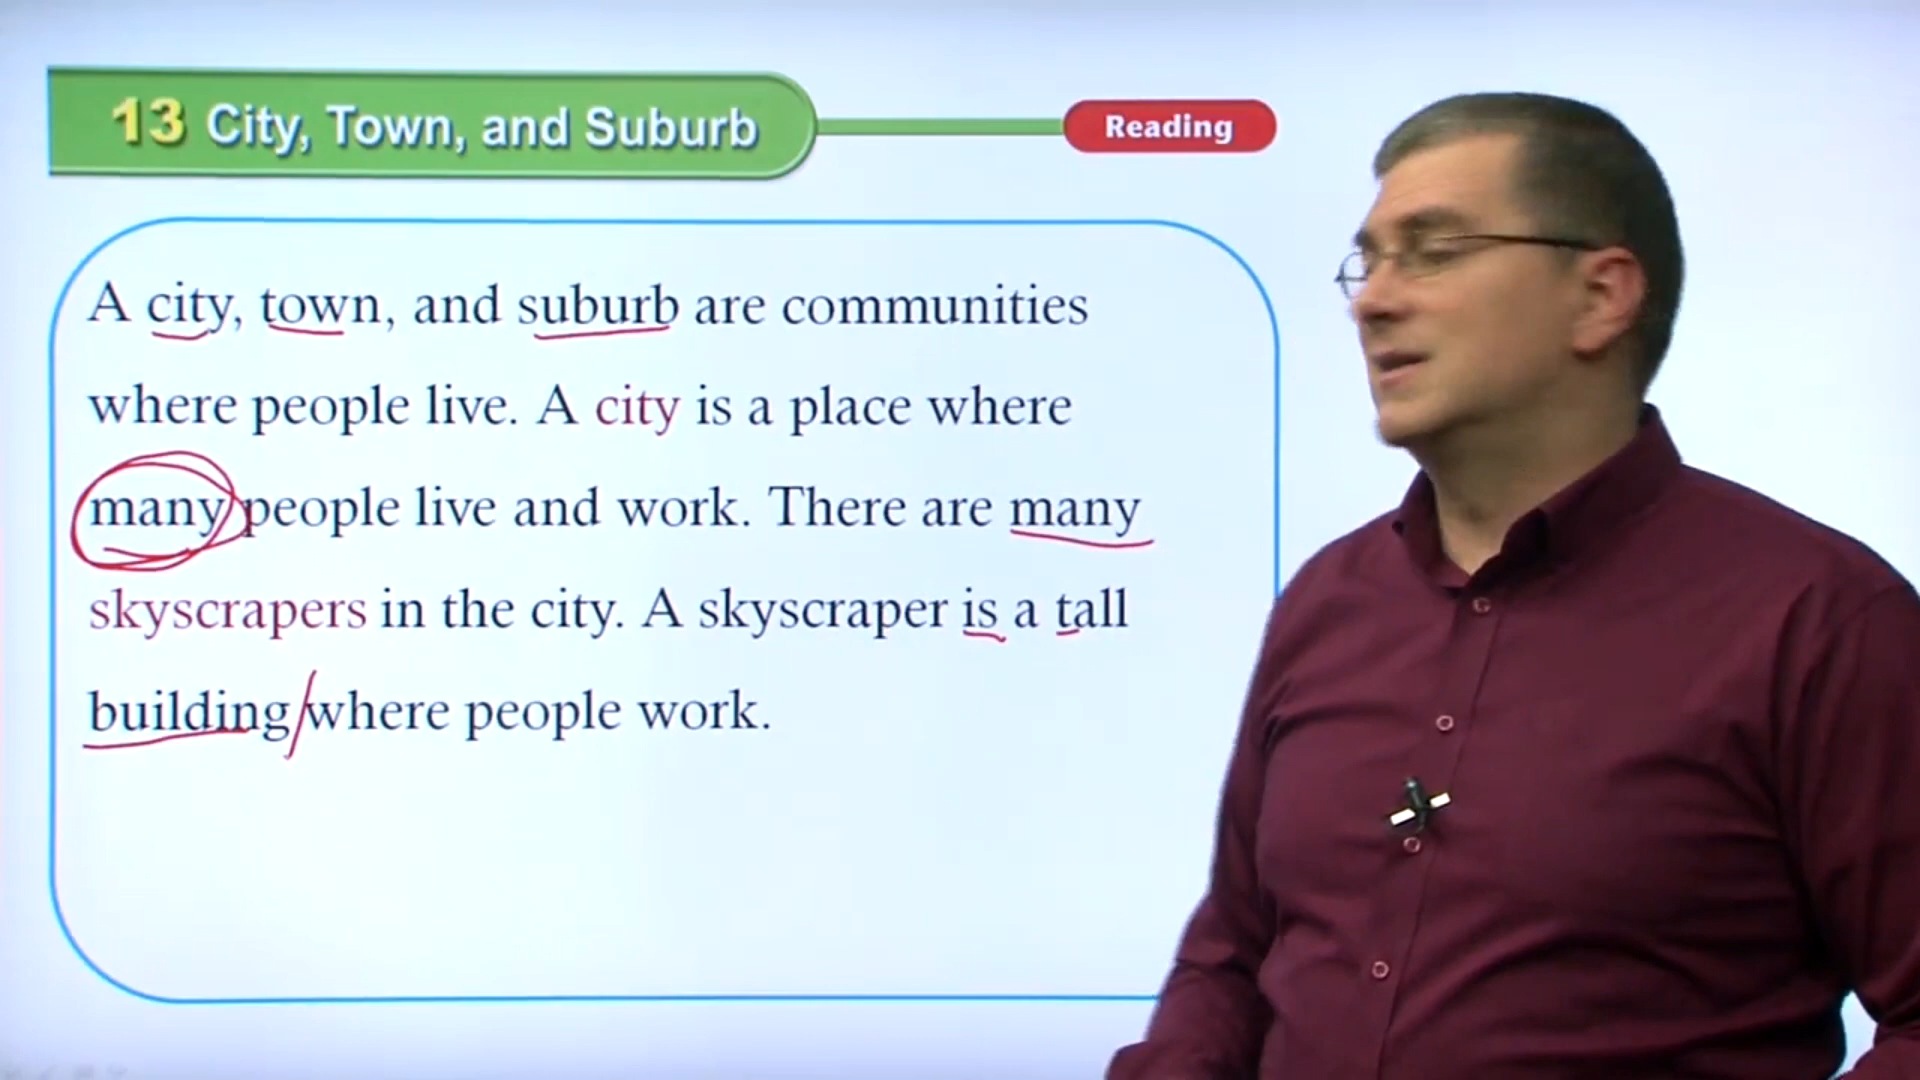 13 City, Town, and Suburb
Reading
A city, town, and suburb are communities
where people live. A city is a place where
many people live and work. There are many
skyscrapers in the city. A skyscraper is a tall
building/where people work.